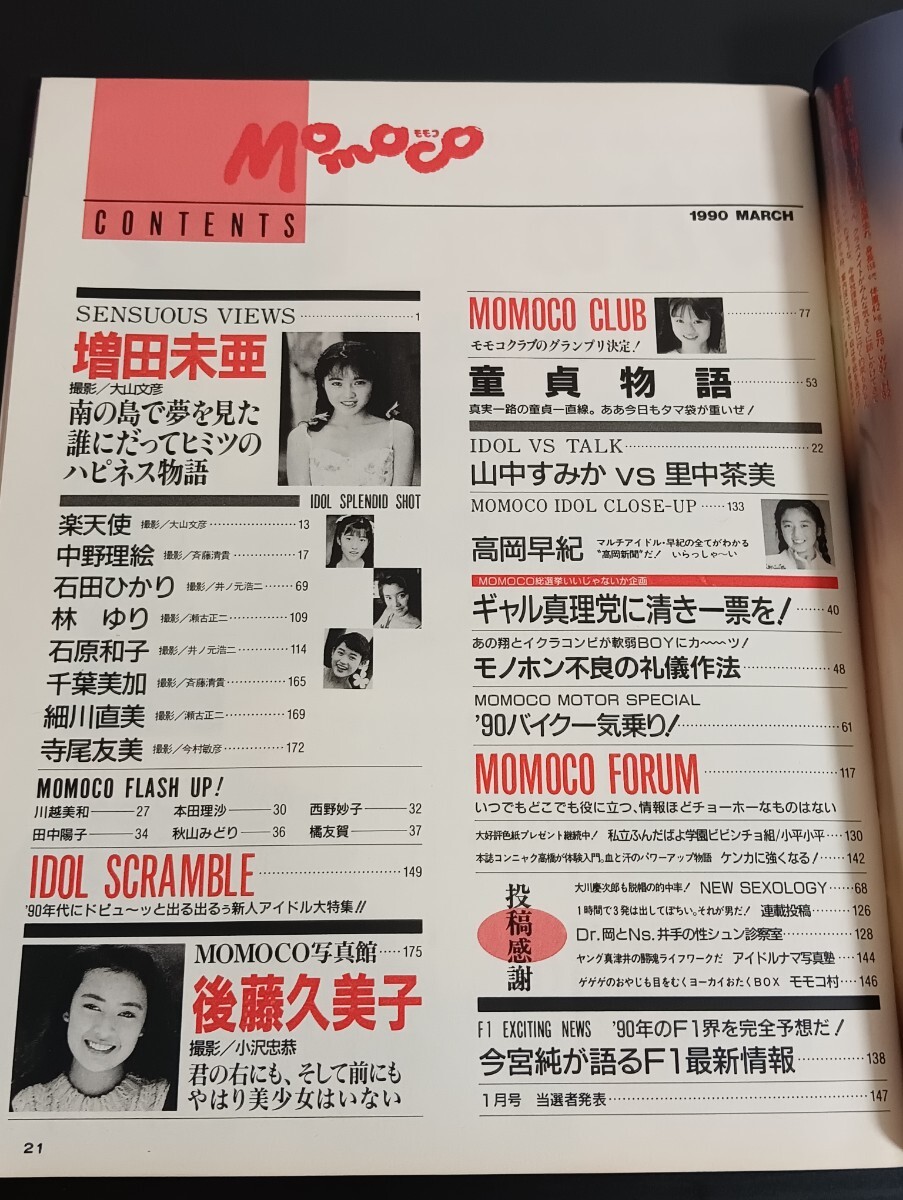 Momoco
モモコ
CONTENTS
1990 MARCH
SENSUOUS VIEWS 1
増田未亜
撮影/大山文彦
南の島で夢を見た
誰にだってヒミツの
ハピネス物語
IDOL SPLENDID SHOT
楽天使 撮影/大山文彦 13
中野理絵 撮影/斉藤清貴 17
石田ひかり 撮影/井ノ元浩二 69
林 ゆり 撮影/瀬古正二 109
石原和子 撮影/井ノ元浩二 114
千葉美加 撮影/斉藤清貴 165
細川直美 撮影/瀬古正二 169
寺尾友美 撮影/今村敏彦 172
MOMOCO FLASH UP!
川越美和 27 本田理沙 30 西野妙子 32
田中陽子 34 秋山みどり 36 橘友賀 37
IDOL SCRAMBLE 149
'90年代にドピュ〜ッと出る出るぅ新人アイドル大特集!!
MOMOCO写真館 175
後藤久美子
撮影/小沢忠恭
君の右にも、そして前にも
やはり美少女はいない
21
MOMOCO CLUB 77
モモコクラブのグランプリ決定!
童貞物語 53
真実一路の童貞一直線。ああ今日もタマ袋が重いぜ!
IDOL VS TALK 22
山中すみか VS 里中茶美
MOMOCO IDOL CLOSE-UP 133
高岡早紀 マルチアイドル・早紀の全てがわかる
“高岡新聞”だ! いらっしゃ〜い
MOMOCO総選挙いいじゃないか企画
ギャル真理党に清き一票を! 40
あの翔とイクラコンビが軟弱BOYにカ〜〜ツ!
モノホン不良の礼儀作法 48
MOMOCO MOTOR SPECIAL
'90バイク一気乗り! 61
MOMOCO FORUM 117
いつでもどこでも役に立つ、情報ほどチョーホーなものはない
大好評色紙プレゼント継続中! 私立ふんだばよ学園ビビンチョ組/小平小平 130
本誌コンニャク高橋が体験入門。血と汗のパワーアップ物語 ケンカに強くなる! 142
投稿感謝
大川慶次郎も脱帽の的中率! NEW SEXOLOGY 68
1時間で3発は出してぽちい。それが男だ! 連載投稿 126
Dr.岡とNs.井手の性シュン診察室 128
ヤング真津井の闘魂ライフワークだ アイドルナマ写真塾 144
ゲゲゲのおやじも目をむくヨーカイおたくBOX モモコ村 146
F1 EXCITING NEWS '90年のF1界を完全予想だ!
今宮純が語るF1最新情報 138
1月号 当選者発表 147